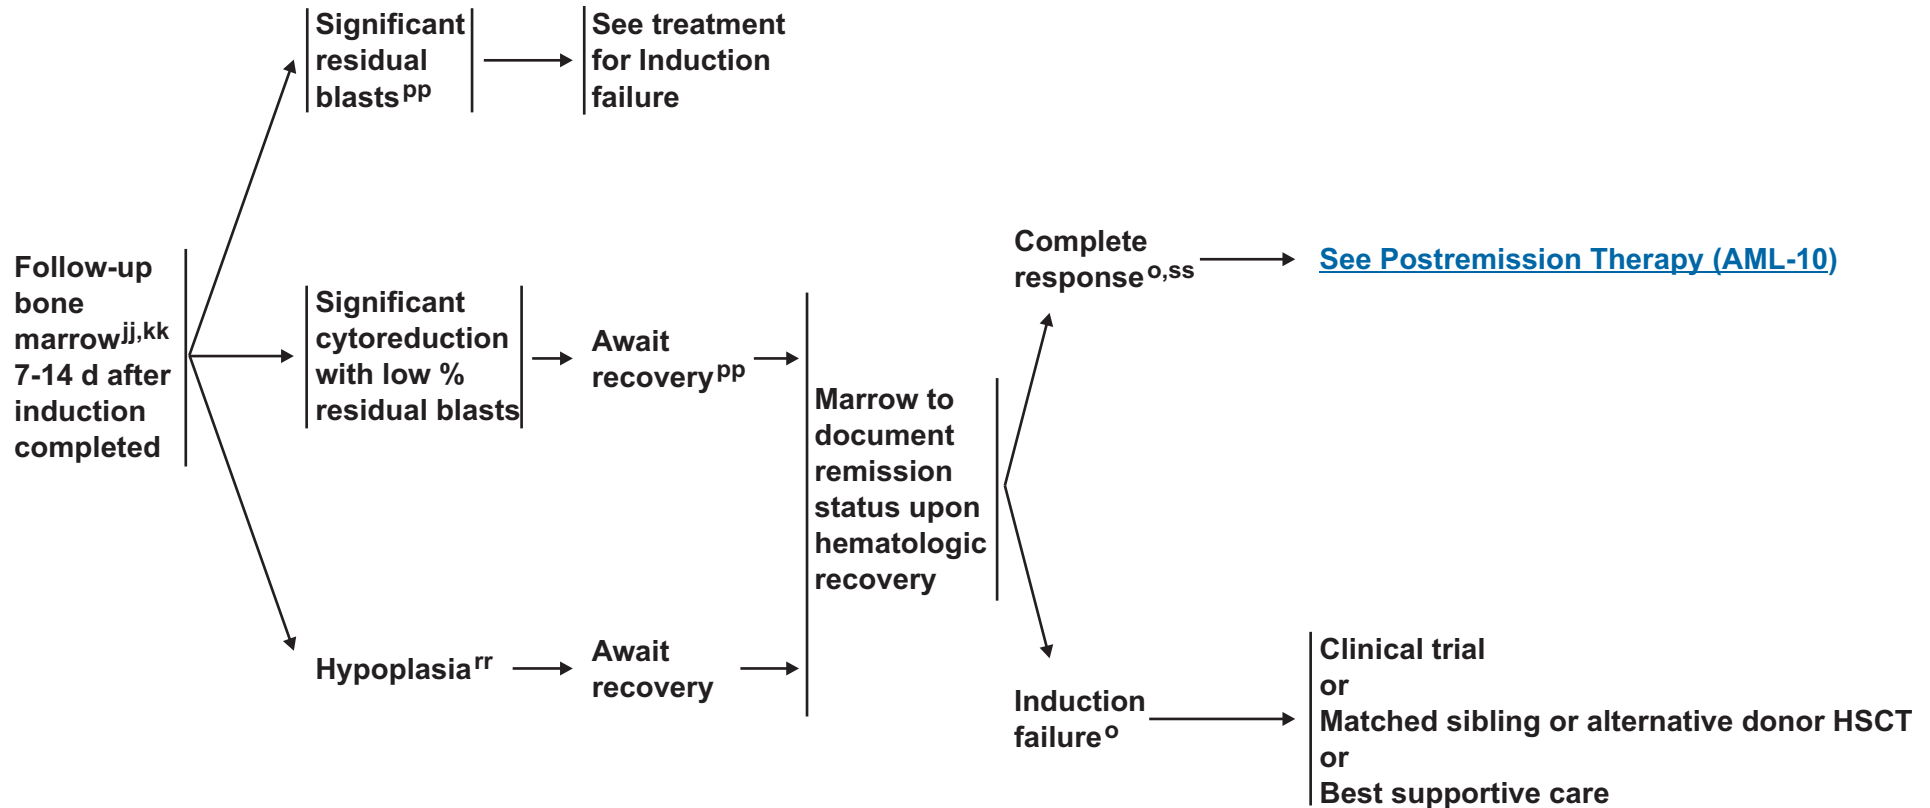 Significant
residual
blastspp
See treatment
for Induction
failure
Follow-up
bone
marrowjj,kk
7-14 d after
induction
completed
Significant
cytoreduction
with low %
residual blasts
Await
recoverypp
Hypoplasiarr
Await
recovery
Marrow to
document
remission
status upon
hematologic
recovery
Complete
responseo,ss
See Postremission Therapy (AML-10)
Induction
failureo
Clinical trial
or
Matched sibling or alternative donor HSCT
or
Best supportive care